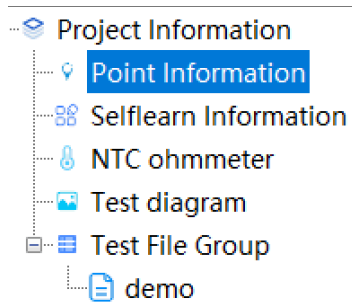 Project Information
Point Information
Selflearn Information
NTC ohmmeter
Test diagram
Test File Group
demo